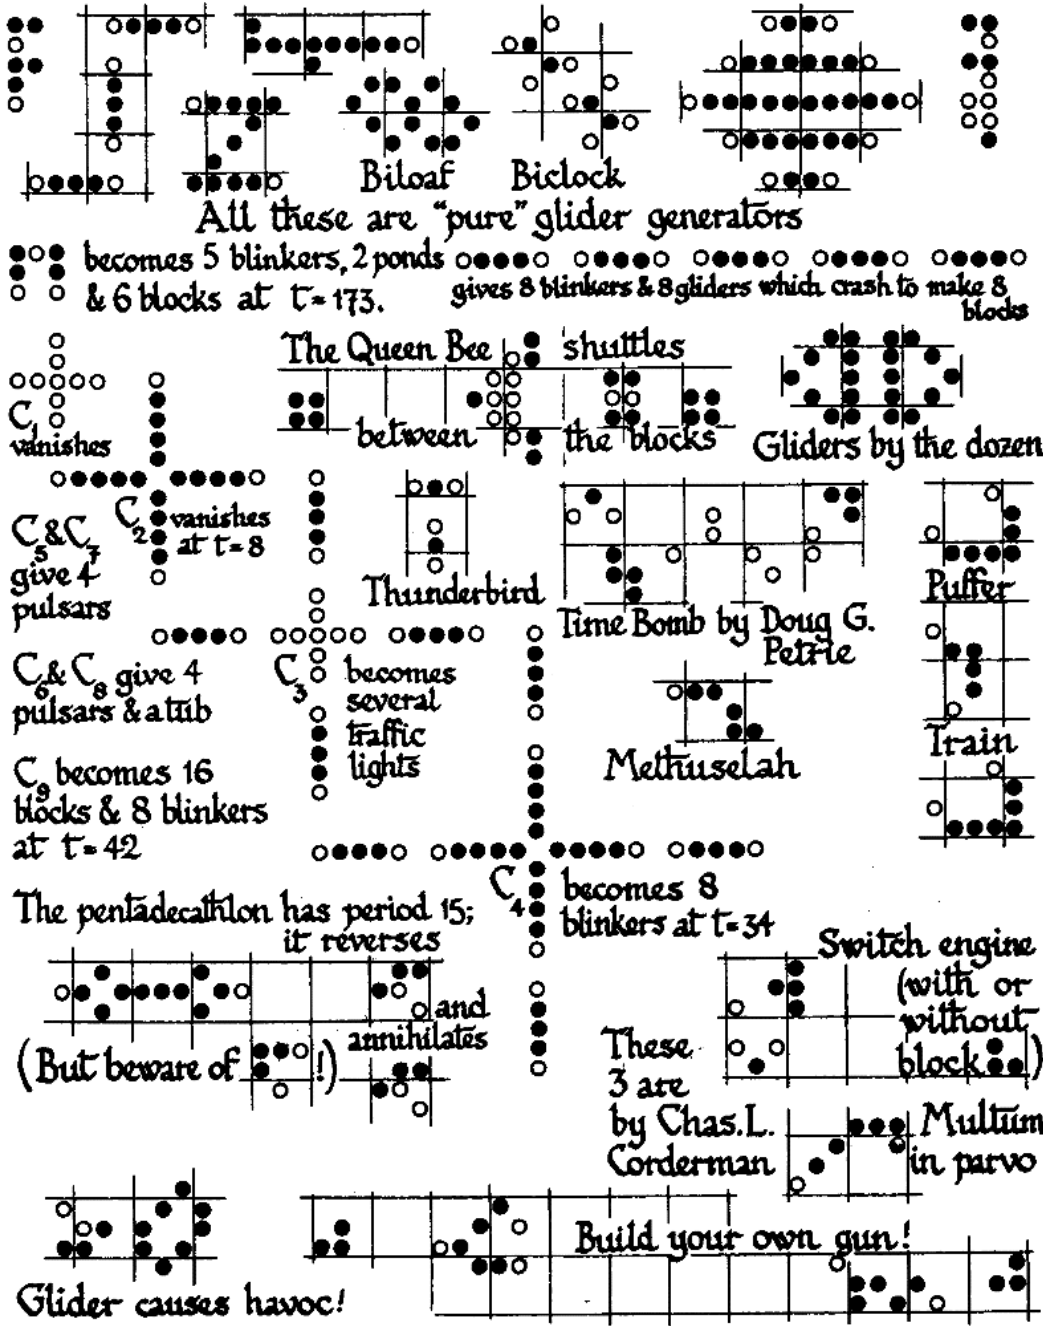 Biloaf
Biclock
All these are "pure" glider generators
becomes 5 blinkers, 2 ponds
& 6 blocks at t=173.
gives 8 blinkers & 8 gliders which crash to make 8
blocks
The Queen Bee shuttles
between the blocks
Gliders by the dozen
C1
vanishes
C2 vanishes
at t=8
C5 & C7
give 4
pulsars
Thunderbird
Time Bomb by Doug G.
Petrie
Puffer
Train
C6 & C8 give 4
pulsars & a ttib
C3 becomes
several
traffic
lights
Methuselah
C9 becomes 16
blocks & 8 blinkers
at t=42
C4 becomes 8
blinkers at t=34
The pentadecathlon has period 15;
it reverses
and
annihilates
(But beware of !)
Switch engine
(with or
without
block )
These
3 are
by Chas. L.
Corderman
Multum
in parvo
Build your own gun!
Glider causes havoc!